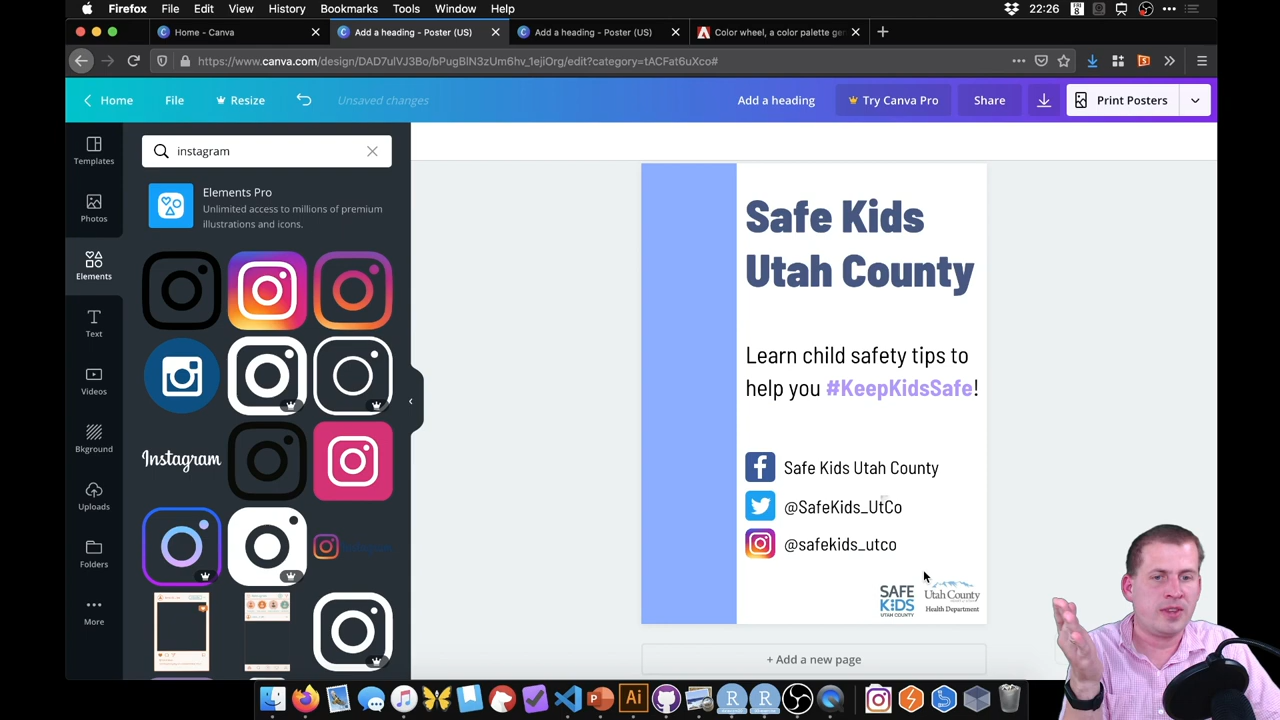 Firefox File Edit View History Bookmarks Tools Window Help
22:26
FRI
8
Home - Canva
Add a heading - Poster (US)
Add a heading - Poster (US)
Color wheel, a color palette gen
https://www.canva.com/design/DAD7ulVJ3Bo/bPugBlN3zUm6hv_1ejiOrg/edit?category=tACFat6uXco#
Home
File
Resize
Unsaved changes
Add a heading
Try Canva Pro
Share
Print Posters
Templates
Photos
Elements
Text
Videos
Bkground
Uploads
Folders
More
instagram
Elements Pro
Unlimited access to millions of premium
illustrations and icons.
Instagram
Safe Kids
Utah County
Learn child safety tips to
help you #KeepKidsSafe!
Safe Kids Utah County
@SafeKids_UtCo
@safekids_utco
SAFE
KIDS
UTAH COUNTY
Utah County
Health Department
+ Add a new page
Ai
R
R